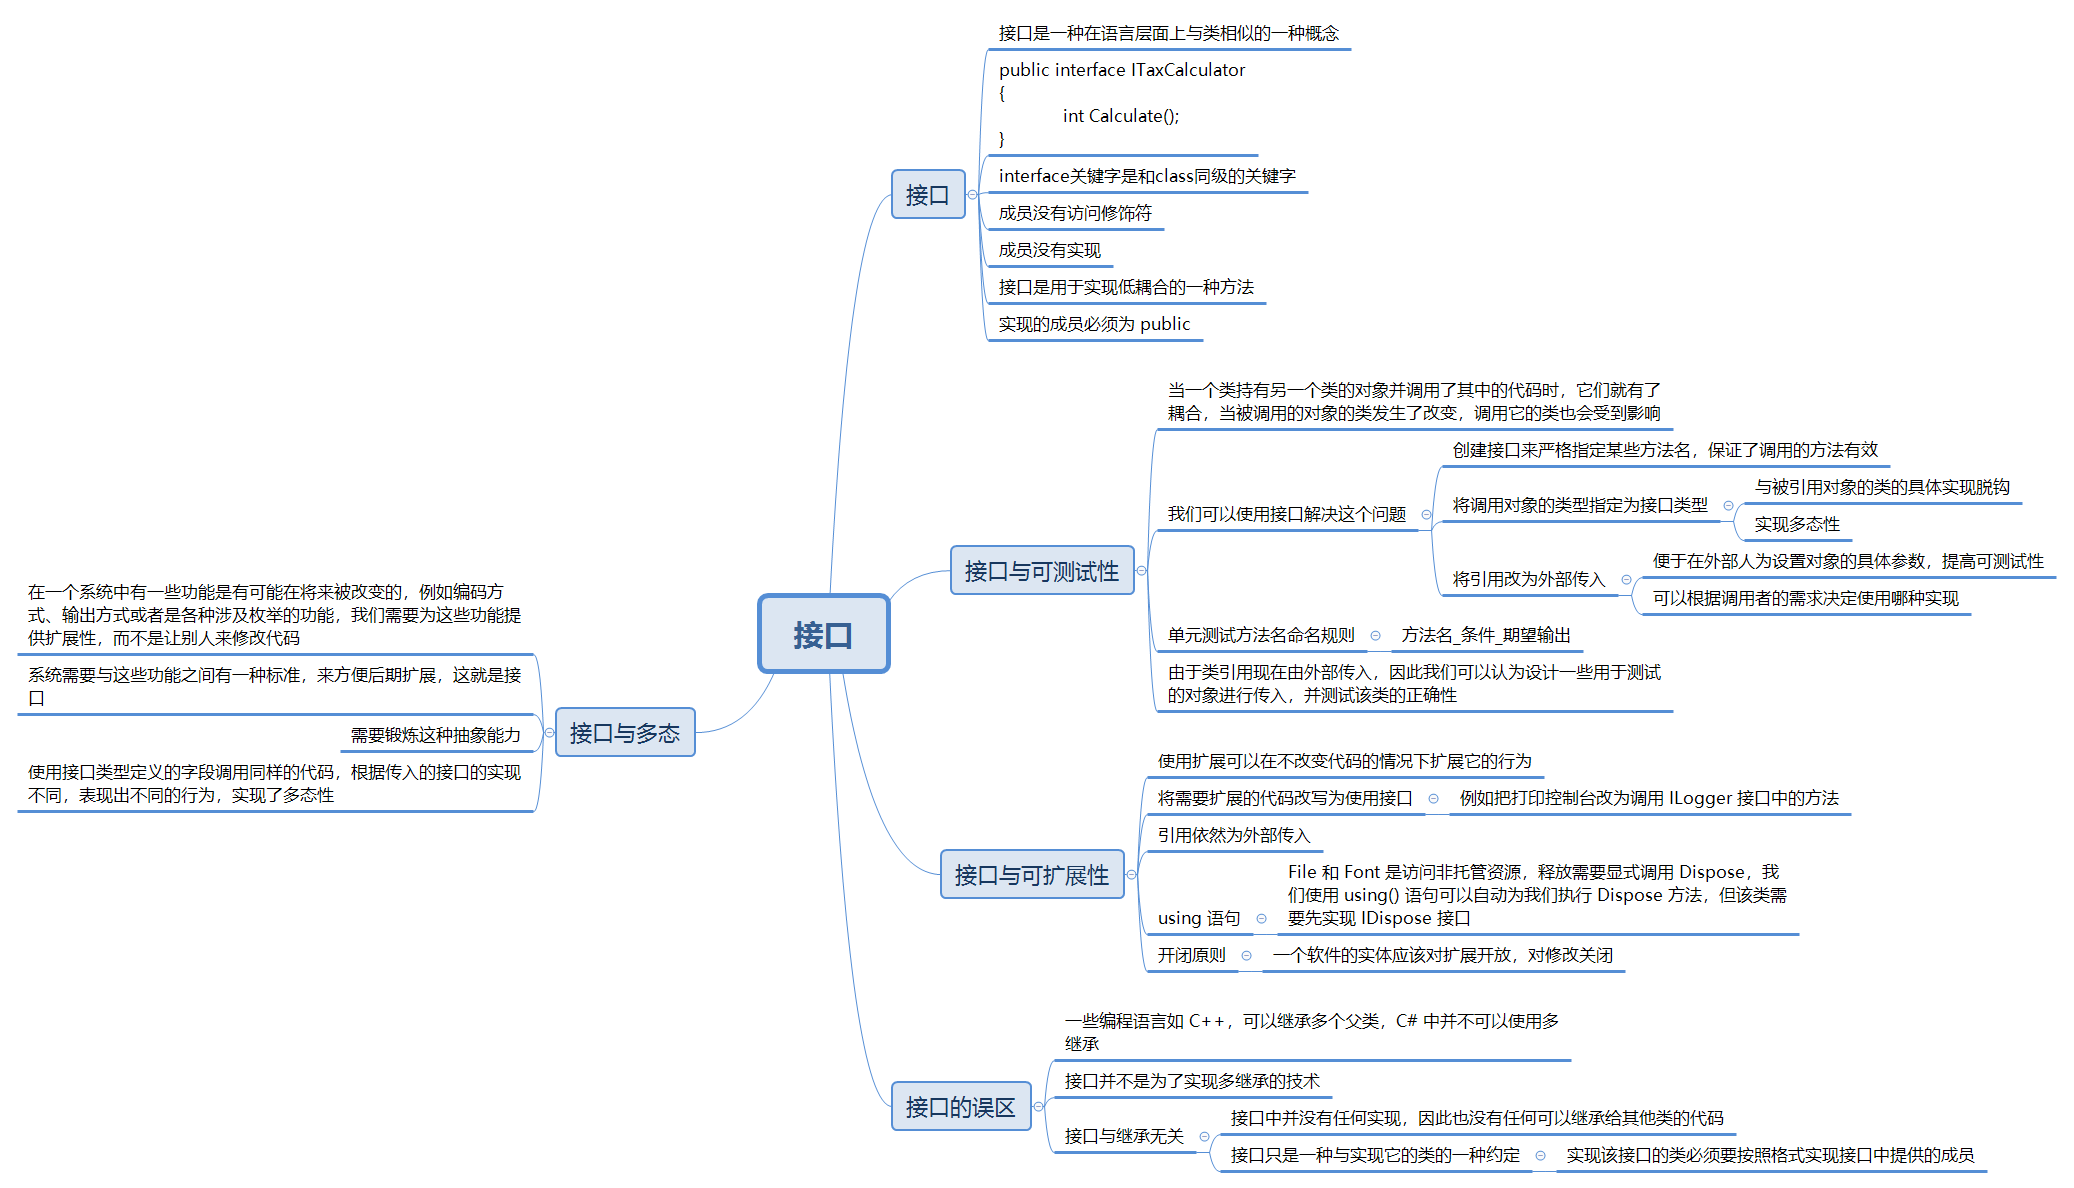 接口
接口
接口是一种在语言层面上与类相似的一种概念
public interface ITaxCalculator
{
int Calculate();
}
interface关键字是和class同级的关键字
成员没有访问修饰符
成员没有实现
接口是用于实现低耦合的一种方法
实现的成员必须为 public
接口与可测试性
当一个类持有另一个类的对象并调用了其中的代码时，它们就有了
耦合，当被调用的对象的类发生了改变，调用它的类也会受到影响
我们可以使用接口解决这个问题
创建接口来严格指定某些方法名，保证了调用的方法有效
将调用对象的类型指定为接口类型
与被引用对象的类的具体实现脱钩
实现多态性
将引用改为外部传入
便于在外部人为设置对象的具体参数，提高可测试性
可以根据调用者的需求决定使用哪种实现
单元测试方法名命名规则
方法名_条件_期望输出
由于类引用现在由外部传入，因此我们可以认为设计一些用于测试
的对象进行传入，并测试该类的正确性
接口与可扩展性
使用扩展可以在不改变代码的情况下扩展它的行为
将需要扩展的代码改写为使用接口
例如把打印控制台改为调用 ILogger 接口中的方法
引用依然为外部传入
using 语句
File 和 Font 是访问非托管资源，释放需要显式调用 Dispose，我
们使用 using() 语句可以自动为我们执行 Dispose 方法，但该类需
要先实现 IDispose 接口
开闭原则
一个软件的实体应该对扩展开放，对修改关闭
接口的误区
一些编程语言如 C++，可以继承多个父类，C# 中并不可以使用多
继承
接口并不是为了实现多继承的技术
接口与继承无关
接口中并没有任何实现，因此也没有任何可以继承给其他类的代码
接口只是一种与实现它的类的一种约定
实现该接口的类必须要按照格式实现接口中提供的成员
接口与多态
在一个系统中有一些功能是有可能在将来被改变的，例如编码方
式、输出方式或者是各种涉及枚举的功能，我们需要为这些功能提
供扩展性，而不是让别人来修改代码
系统需要与这些功能之间有一种标准，来方便后期扩展，这就是接
口
需要锻炼这种抽象能力
使用接口类型定义的字段调用同样的代码，根据传入的接口的实现
不同，表现出不同的行为，实现了多态性